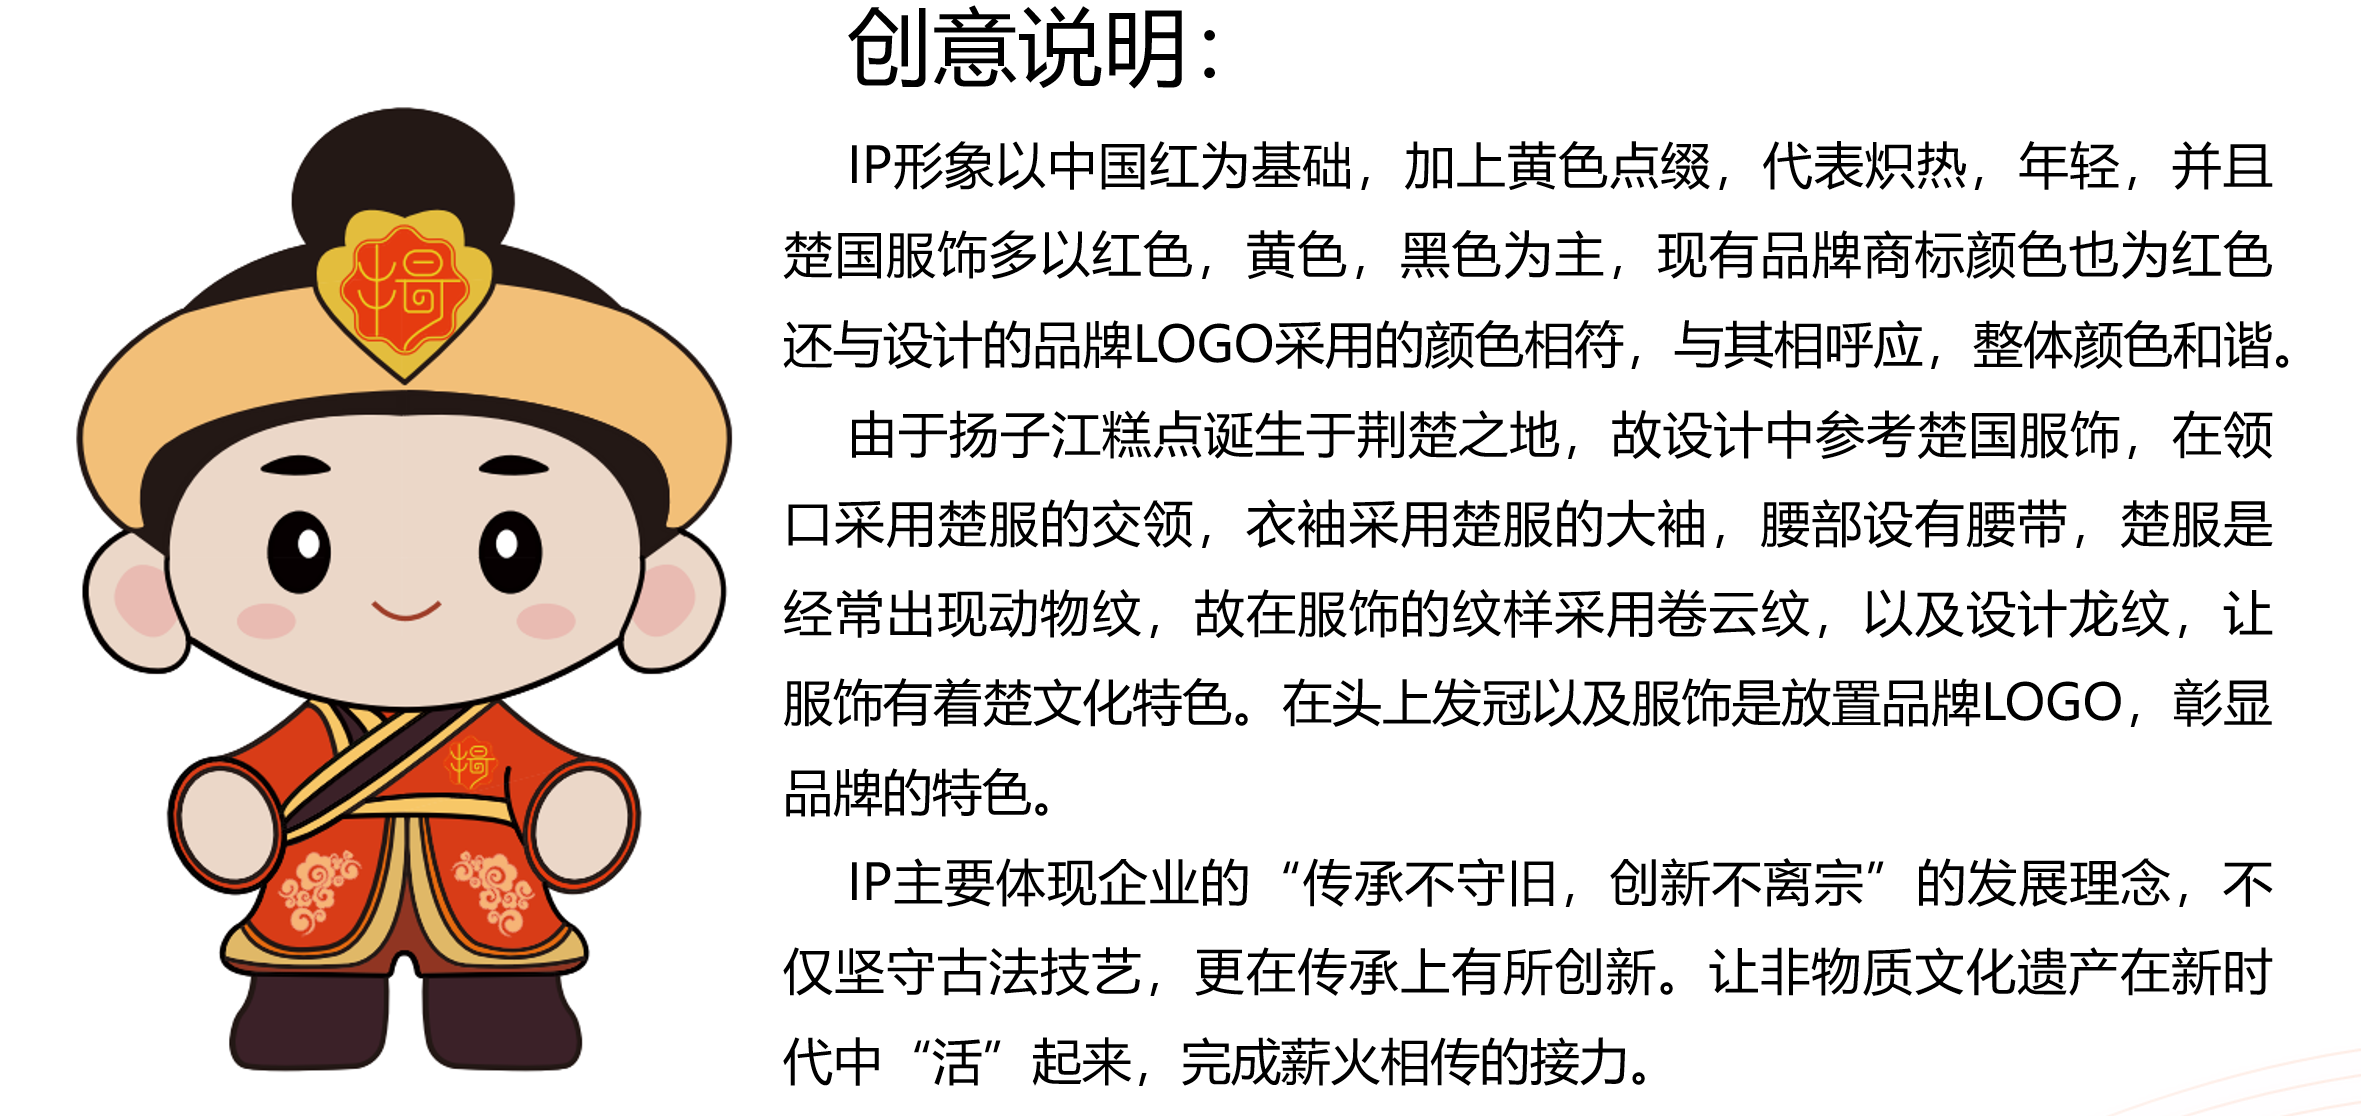 创意说明：
IP形象以中国红为基础，加上黄色点缀，代表炽热，年轻，并且
楚国服饰多以红色，黄色，黑色为主，现有品牌商标颜色也为红色
还与设计的品牌LOGO采用的颜色相符，与其相呼应，整体颜色和谐。
由于扬子江糕点诞生于荆楚之地，故设计中参考楚国服饰，在领
口采用楚服的交领，衣袖采用楚服的大袖，腰部设有腰带，楚服是
经常出现动物纹，故在服饰的纹样采用卷云纹，以及设计龙纹，让
服饰有着楚文化特色。在头上发冠以及服饰是放置品牌LOGO，彰显
品牌的特色。
IP主要体现企业的“传承不守旧，创新不离宗”的发展理念，不
仅坚守古法技艺，更在传承上有所创新。让非物质文化遗产在新时
代中“活”起来，完成薪火相传的接力。